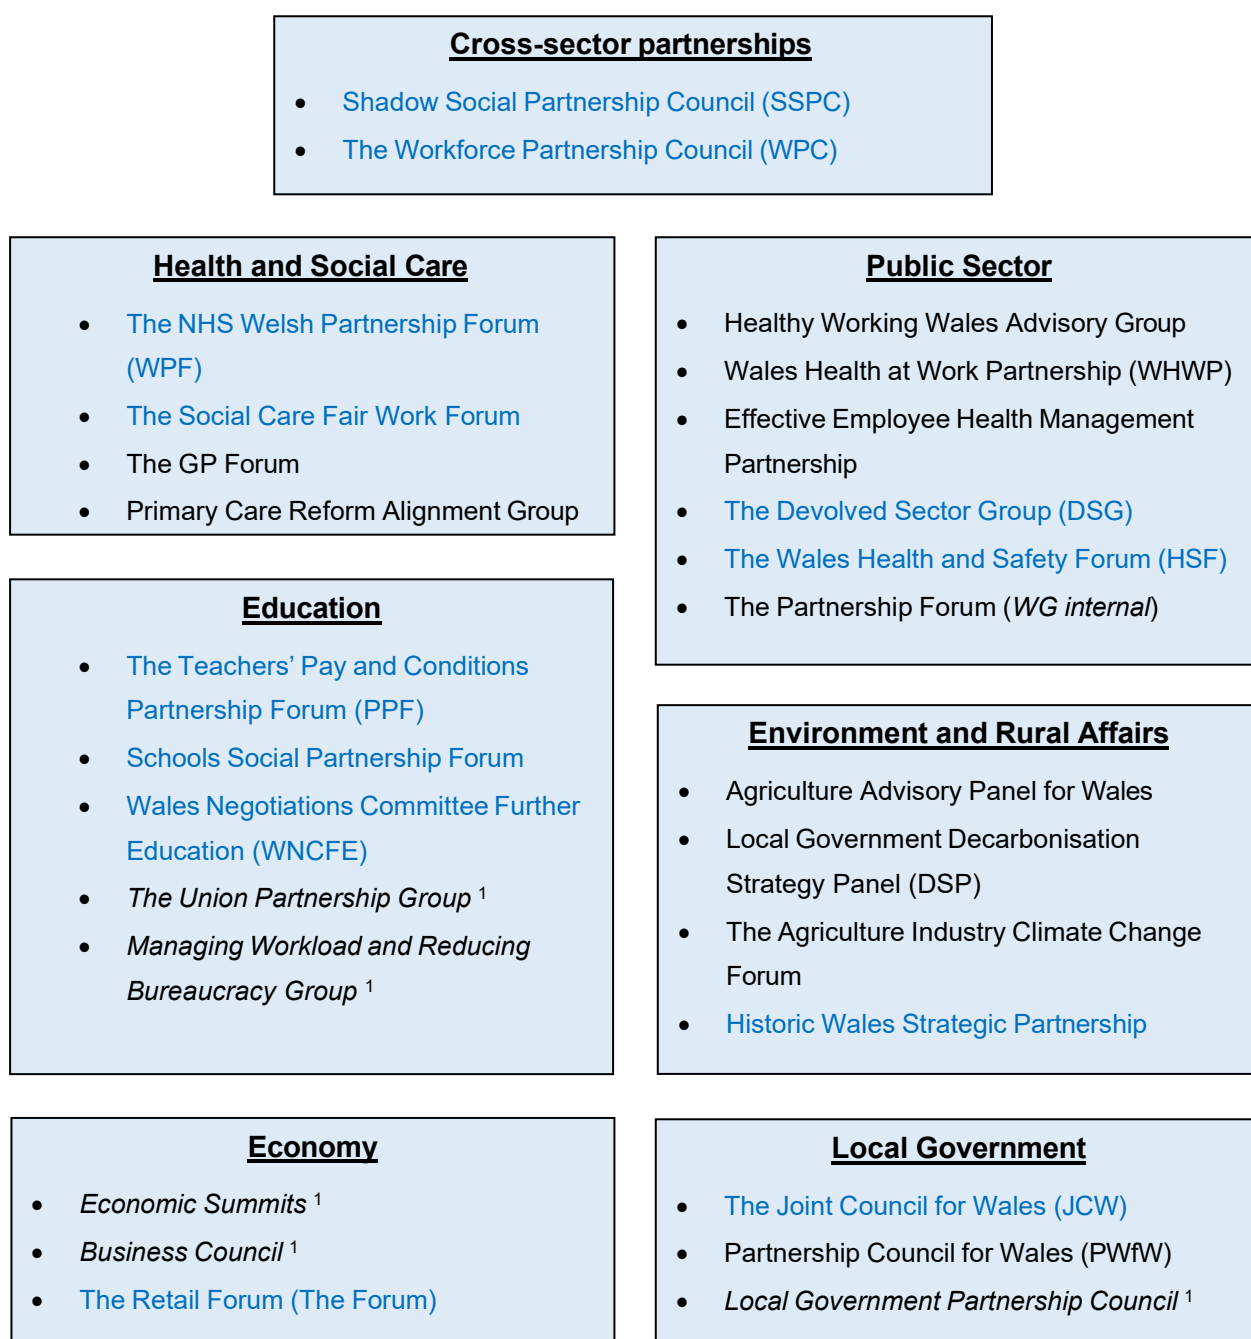 Cross-sector partnerships
• Shadow Social Partnership Council (SSPC)
• The Workforce Partnership Council (WPC)
Health and Social Care
• The NHS Welsh Partnership Forum
(WPF)
• The Social Care Fair Work Forum
• The GP Forum
• Primary Care Reform Alignment Group
Public Sector
• Healthy Working Wales Advisory Group
• Wales Health at Work Partnership (WHWP)
• Effective Employee Health Management
Partnership
• The Devolved Sector Group (DSG)
• The Wales Health and Safety Forum (HSF)
• The Partnership Forum (WG internal)
Education
• The Teachers’ Pay and Conditions
Partnership Forum (PPF)
• Schools Social Partnership Forum
• Wales Negotiations Committee Further
Education (WNCFE)
• The Union Partnership Group ¹
• Managing Workload and Reducing
Bureaucracy Group ¹
Environment and Rural Affairs
• Agriculture Advisory Panel for Wales
• Local Government Decarbonisation
Strategy Panel (DSP)
• The Agriculture Industry Climate Change
Forum
• Historic Wales Strategic Partnership
Economy
• Economic Summits ¹
• Business Council ¹
• The Retail Forum (The Forum)
Local Government
• The Joint Council for Wales (JCW)
• Partnership Council for Wales (PWfW)
• Local Government Partnership Council ¹